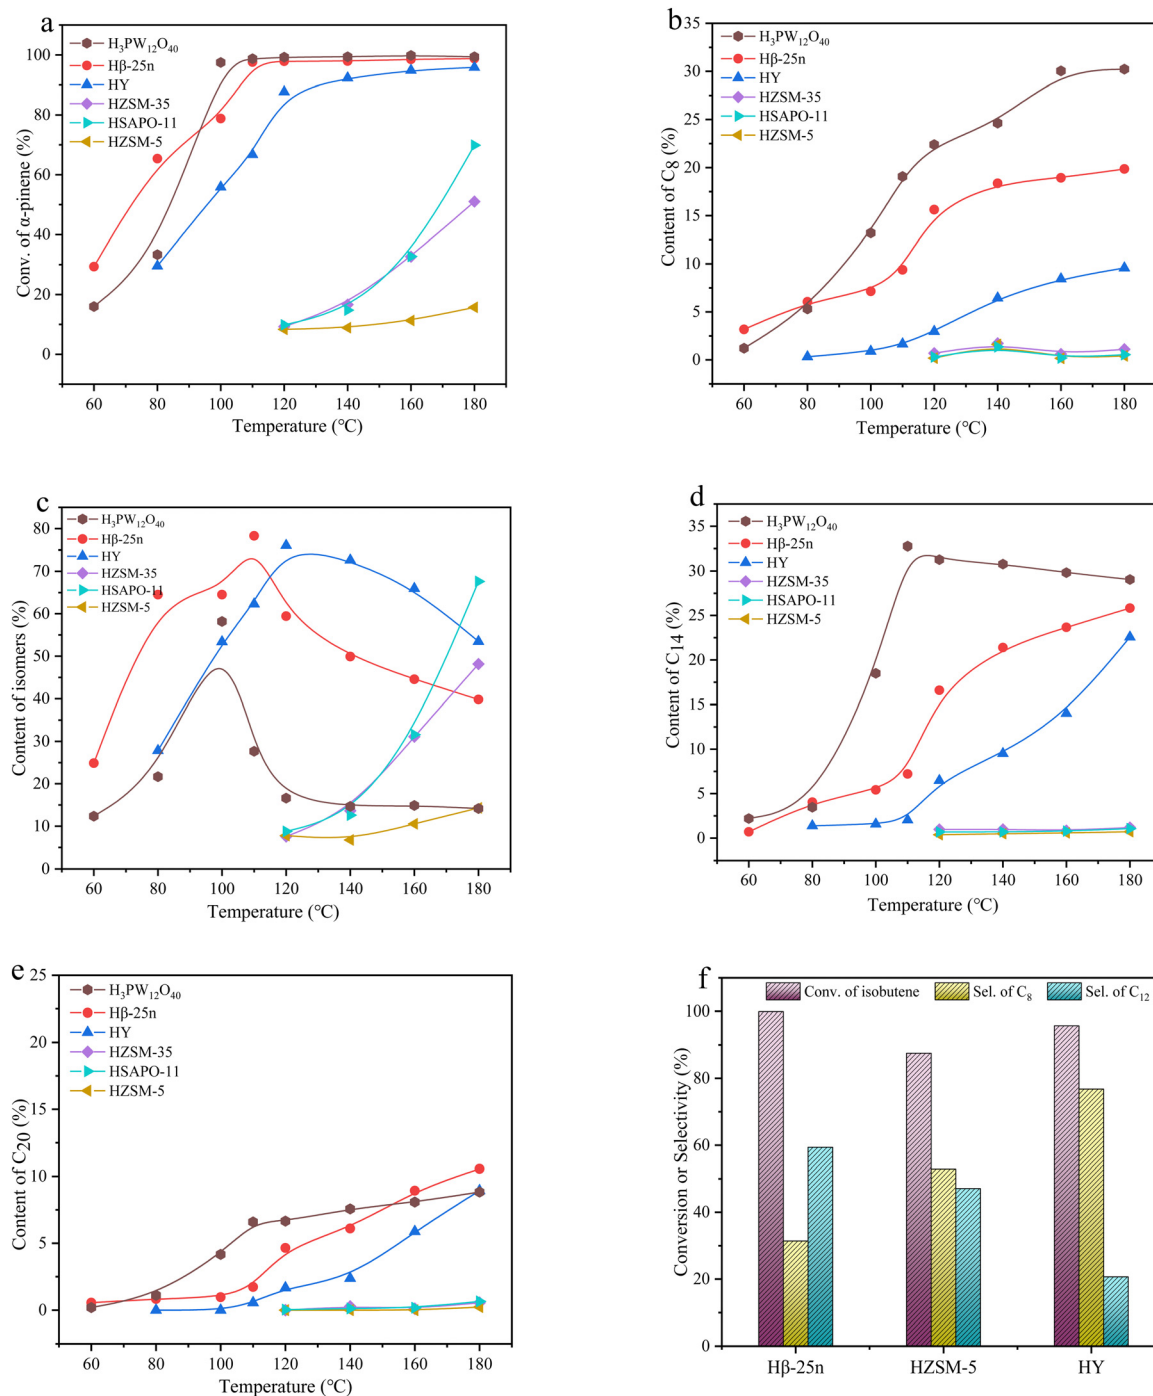 a
H₃PW₁₂O₄₀
Hβ-25n
HY
HZSM-35
HSAPO-11
HZSM-5
100
80
60
40
20
0
Conv. of α-pinene (%)
60 80 100 120 140 160 180
Temperature (℃)
b
H₃PW₁₂O₄₀
Hβ-25n
HY
HZSM-35
HSAPO-11
HZSM-5
35
30
25
20
15
10
5
0
Content of C₈ (%)
60 80 100 120 140 160 180
Temperature (℃)
c
H₃PW₁₂O₄₀
Hβ-25n
HY
HZSM-35
HSAPO-11
HZSM-5
80
70
60
50
40
30
20
10
0
Content of isomers (%)
60 80 100 120 140 160 180
Temperature (℃)
d
H₃PW₁₂O₄₀
Hβ-25n
HY
HZSM-35
HSAPO-11
HZSM-5
35
30
25
20
15
10
5
0
Content of C₁₄ (%)
60 80 100 120 140 160 180
Temperature (℃)
e
H₃PW₁₂O₄₀
Hβ-25n
HY
HZSM-35
HSAPO-11
HZSM-5
25
20
15
10
5
0
Content of C₂₀ (%)
60 80 100 120 140 160 180
Temperature (℃)
f
Conv. of isobutene Sel. of C₈ Sel. of C₁₂
100
80
60
40
20
0
Conversion or Selectivity (%)
Hβ-25n HZSM-5 HY